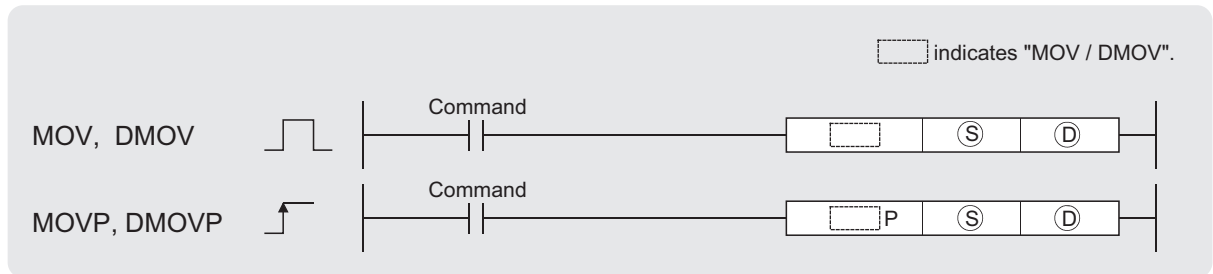 indicates "MOV / DMOV".
Command
MOV, DMOV Ⓢ Ⓓ
Command
MOVP, DMOVP P Ⓢ Ⓓ